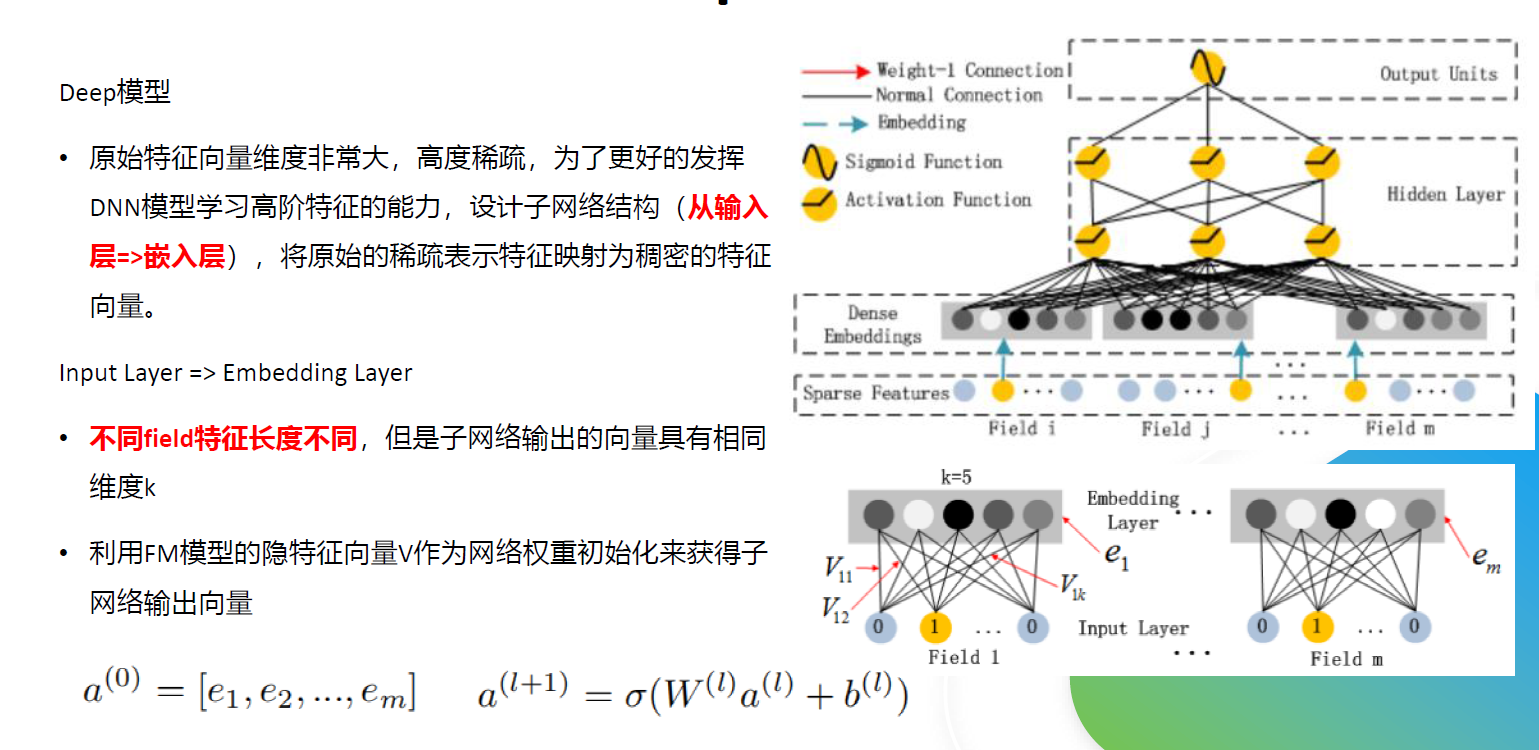 Deep模型
• 原始特征向量维度非常大，高度稀疏，为了更好的发挥
DNN模型学习高阶特征的能力，设计子网络结构（从输入
层=>嵌入层），将原始的稀疏表示特征映射为稠密的特征
向量。
Input Layer => Embedding Layer
• 不同field特征长度不同，但是子网络输出的向量具有相同
维度k
• 利用FM模型的隐特征向量V作为网络权重初始化来获得子
网络输出向量
a^{(0)} = [e_1, e_2, ..., e_m]
a^{(l+1)} = σ(W^{(l)} a^{(l)} + b^{(l)})
Weight-1 Connection
Normal Connection
Embedding
Sigmoid Function
Activation Function
Output Units
Hidden Layer
Dense
Embeddings
...
Sparse Features ... ... ... ...
Field i Field j ... Field m
k=5
Embedding
Layer ...
e_1
e_m
V_{11}
V_{12}
V_{1k}
0 1 ... 0 Input Layer 0 1 ... 0
Field 1 ... Field m